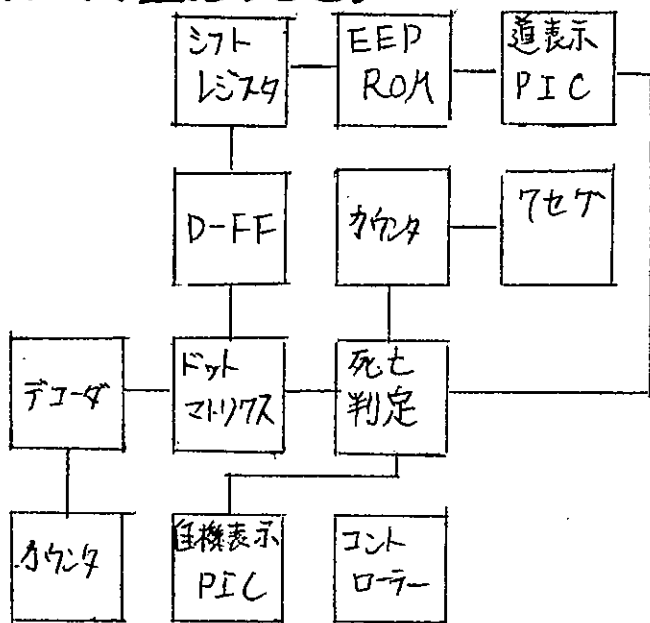 シフト
レジスタ
EEP
ROM
道表示
PIC
D-FF
カウンタ
7セグ
デコーダ
ドット
マトリクス
死亡
判定
カウンタ
自機表示
PIC
コント
ローラー